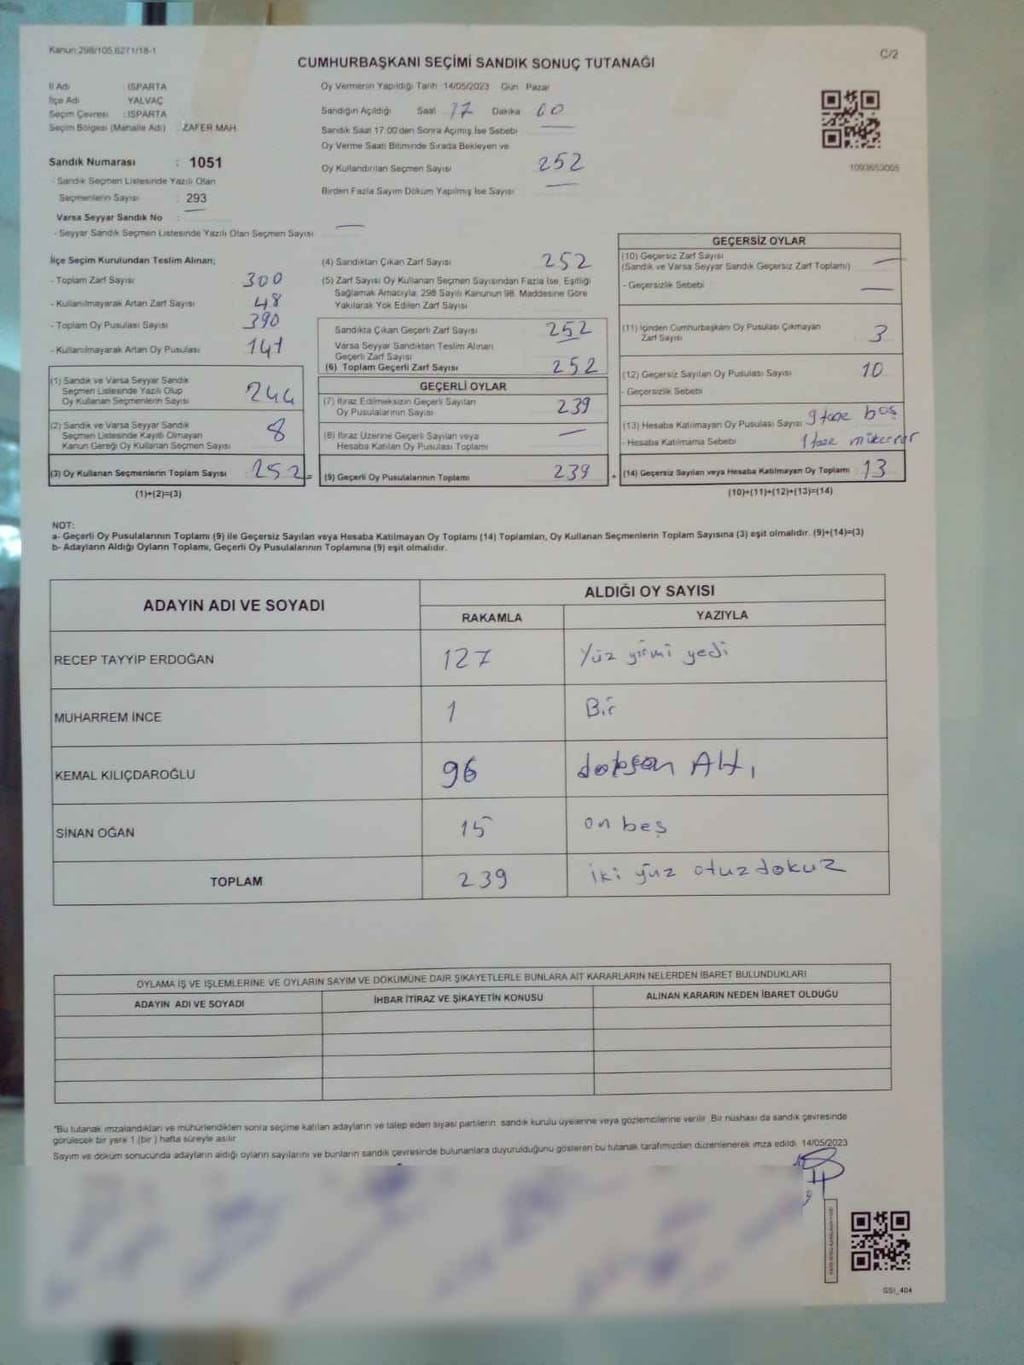 Kanun:298/105,6271/18-1
C/2
CUMHURBAŞKANI SEÇİMİ SANDIK SONUÇ TUTANAĞI
İl Adı : ISPARTA
İlçe Adı : YALVAÇ
Seçim Çevresi : ISPARTA
Seçim Bölgesi (Mahalle Adı) : ZAFER MAH.
Sandık Numarası : 1051
- Sandık Seçmen Listesinde Yazılı Olan
Seçmenlerin Sayısı : 293
Varsa Seyyar Sandık No :
- Seyyar Sandık Seçmen Listesinde Yazılı Olan Seçmen Sayısı :
Oy Vermenin Yapıldığı Tarih: 14/05/2023 Gün: Pazar
Sandığın Açıldığı Saat 17 Dakika 00
Sandık Saat 17:00'den Sonra Açılmış İse Sebebi
Oy Verme Saati Bitiminde Sırada Bekleyen ve
Oy Kullandırılan Seçmen Sayısı 252
Birden Fazla Sayım Döküm Yapılmış İse Sayısı
1093653005
İlçe Seçim Kurulundan Teslim Alınan;
- Toplam Zarf Sayısı 300
- Kullanılmayarak Artan Zarf Sayısı 48
- Toplam Oy Pusulası Sayısı 390
- Kullanılmayarak Artan Oy Pusulası 141
(1) Sandık ve Varsa Seyyar Sandık
Seçmen Listesinde Yazılı Olup
Oy Kullanan Seçmenlerin Sayısı 244
(2) Sandık ve Varsa Seyyar Sandık
Seçmen Listesinde Kayıtlı Olmayan
Kanun Gereği Oy Kullanan Seçmen Sayısı 8
(3) Oy Kullanan Seçmenlerin Toplam Sayısı 252 =
(1)+(2)=(3)
(4) Sandıktan Çıkan Zarf Sayısı 252
(5) Zarf Sayısı Oy Kullanan Seçmen Sayısından Fazla İse, Eşitliği
Sağlamak Amacıyla; 298 Sayılı Kanunun 98. Maddesine Göre
Yakılarak Yok Edilen Zarf Sayısı
Sandıkta Çıkan Geçerli Zarf Sayısı 252
Varsa Seyyar Sandıktan Teslim Alınan
Geçerli Zarf Sayısı
(6) Toplam Geçerli Zarf Sayısı 252
GEÇERLİ OYLAR
(7) İtiraz Edilmeksizin Geçerli Sayılan
Oy Pusulalarının Sayısı 239
(8) İtiraz Üzerine Geçerli Sayılan veya
Hesaba Katılan Oy Pusulası Toplamı
(9) Geçerli Oy Pusulalarının Toplamı 239 +
GEÇERSİZ OYLAR
(10) Geçersiz Zarf Sayısı
(Sandık ve Varsa Seyyar Sandık Geçersiz Zarf Toplamı)
- Geçersizlik Sebebi
(11) İçinden Cumhurbaşkanı Oy Pusulası Çıkmayan
Zarf Sayısı 3
(12) Geçersiz Sayılan Oy Pusulası Sayısı 10
- Geçersizlik Sebebi
(13) Hesaba Katılmayan Oy Pusulası Sayısı 9 tane boş
- Hesaba Katılmama Sebebi 1 tane mükerrer
(14) Geçersiz Sayılan veya Hesaba Katılmayan Oy Toplamı 13
(10)+(11)+(12)+(13)=(14)
NOT:
a- Geçerli Oy Pusulalarının Toplamı (9) ile Geçersiz Sayılan veya Hesaba Katılmayan Oy Toplamı (14) Toplamları, Oy Kullanan Seçmenlerin Toplam Sayısına (3) eşit olmalıdır. (9)+(14)=(3)
b- Adayların Aldığı Oyların Toplamı, Geçerli Oy Pusulalarının Toplamına (9) eşit olmalıdır.
ADAYIN ADI VE SOYADI
ALDIĞI OY SAYISI
RAKAMLA YAZIYLA
RECEP TAYYİP ERDOĞAN 127 Yüz yirmi yedi
MUHARREM İNCE 1 Bir
KEMAL KILIÇDAROĞLU 96 doksan Altı
SİNAN OĞAN 15 on beş
TOPLAM 239 iki yüz otuzdokuz
OYLAMA İŞ VE İŞLEMLERİNE VE OYLARIN SAYIM VE DÖKÜMÜNE DAİR ŞİKAYETLERLE BUNLARA AİT KARARLARIN NELERDEN İBARET BULUNDUKLARI
ADAYIN ADI VE SOYADI İHBAR İTİRAZ VE ŞİKAYETİN KONUSU ALINAN KARARIN NEDEN İBARET OLDUĞU
"Bu tutanak imzalandıktan ve mühürlendikten sonra seçime katılan adayların ve talep eden siyasi partilerin sandık kurulu üyelerine veya gözlemcilerine verilir. Bir nüshası da sandık çevresinde
görülecek bir yere 1 (bir) hafta süreyle asılır.
Sayım ve döküm sonucunda adayların aldığı oyların sayılarını ve bunların sandık çevresinde bulunanlara duyurulduğunu gösteren bu tutanak tarafımızdan düzenlenerek imza edildi. 14/05/2023
GSI_404